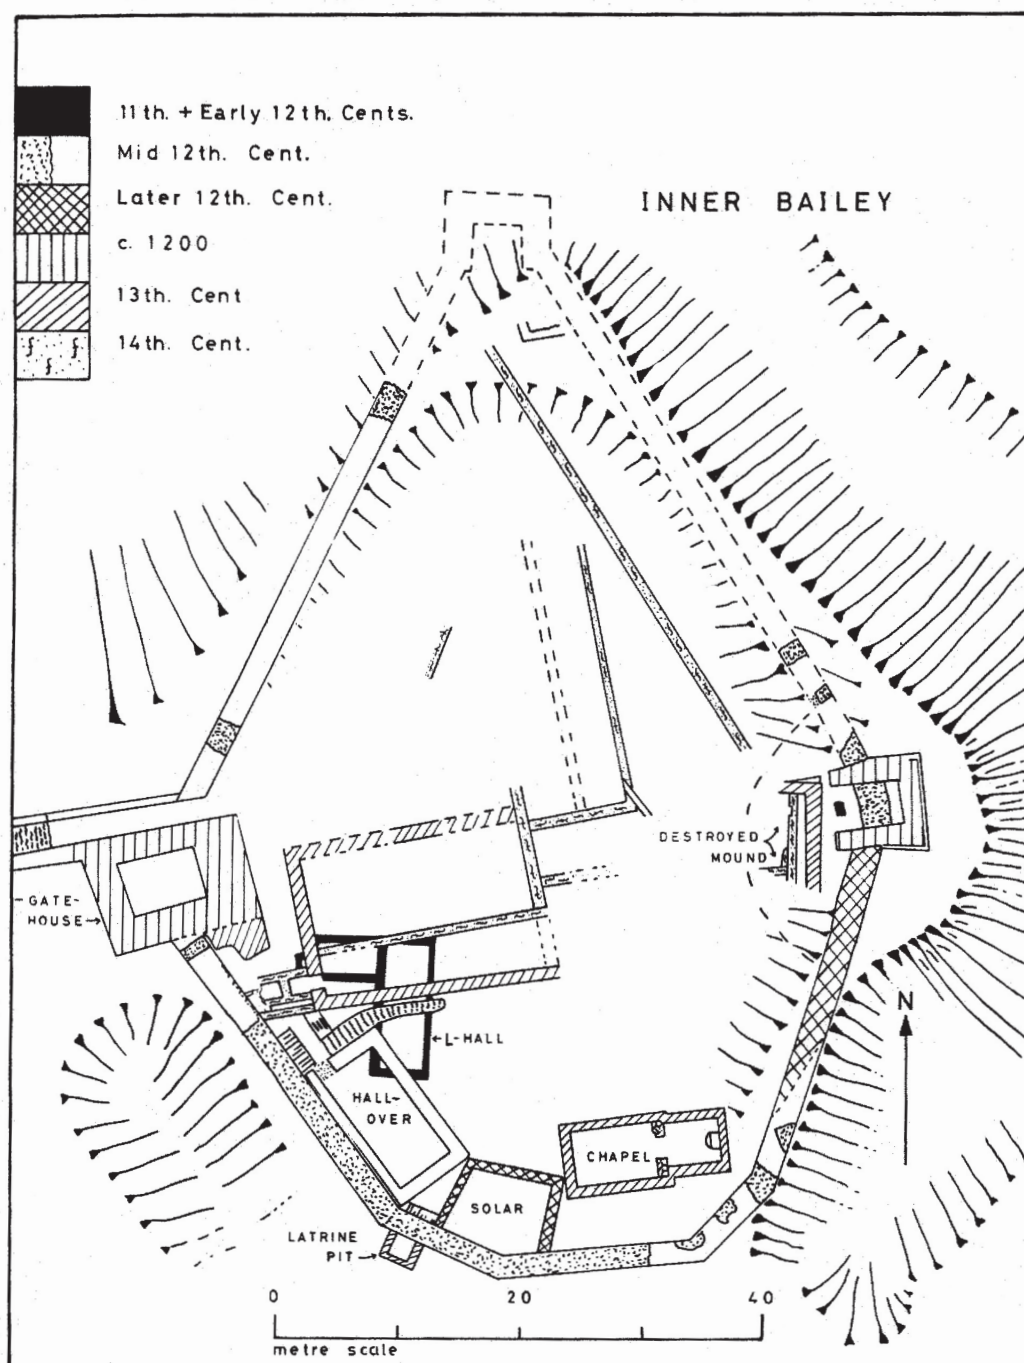 11th. + Early 12th. Cents.
Mid 12th. Cent.
Later 12th. Cent.
c. 1200
13th. Cent
14th. Cent.
INNER BAILEY
DESTROYED
MOUND
GATE-
HOUSE
N
L-HALL
HALL-
OVER
CHAPEL
SOLAR
LATRINE
PIT
0 20 40
metre scale